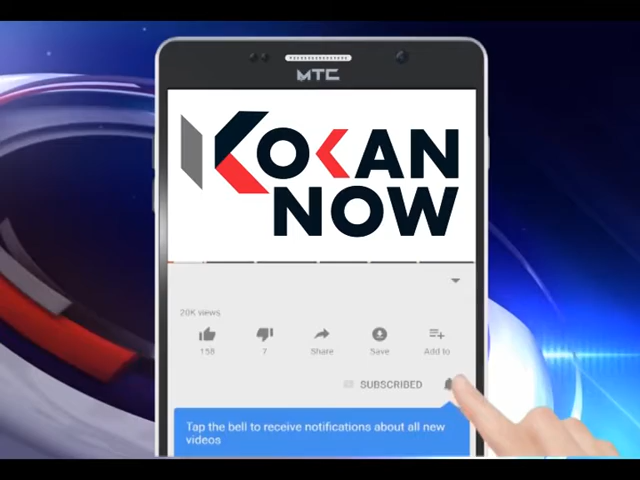 MTC
KOKAN
NOW
20K views
158
7
Share
Save
Add to
SUBSCRIBED
Tap the bell to receive notifications about all new
videos